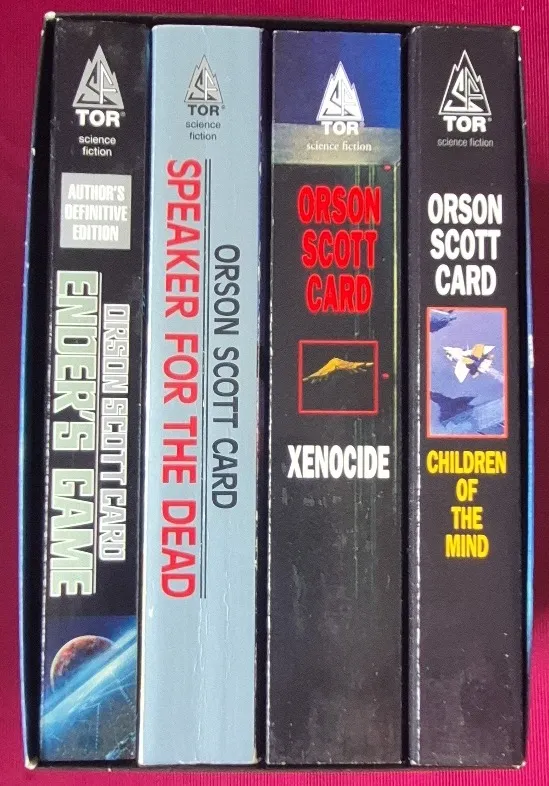 TOR®
science
fiction
AUTHOR'S
DEFINITIVE
EDITION
ORSON SCOTT CARD
ENDER'S GAME
TOR®
science
fiction
ORSON SCOTT CARD
SPEAKER FOR THE DEAD
TOR
science fiction
ORSON
SCOTT
CARD
XENOCIDE
TOR®
science fiction
ORSON
SCOTT
CARD
CHILDREN
OF
THE
MIND